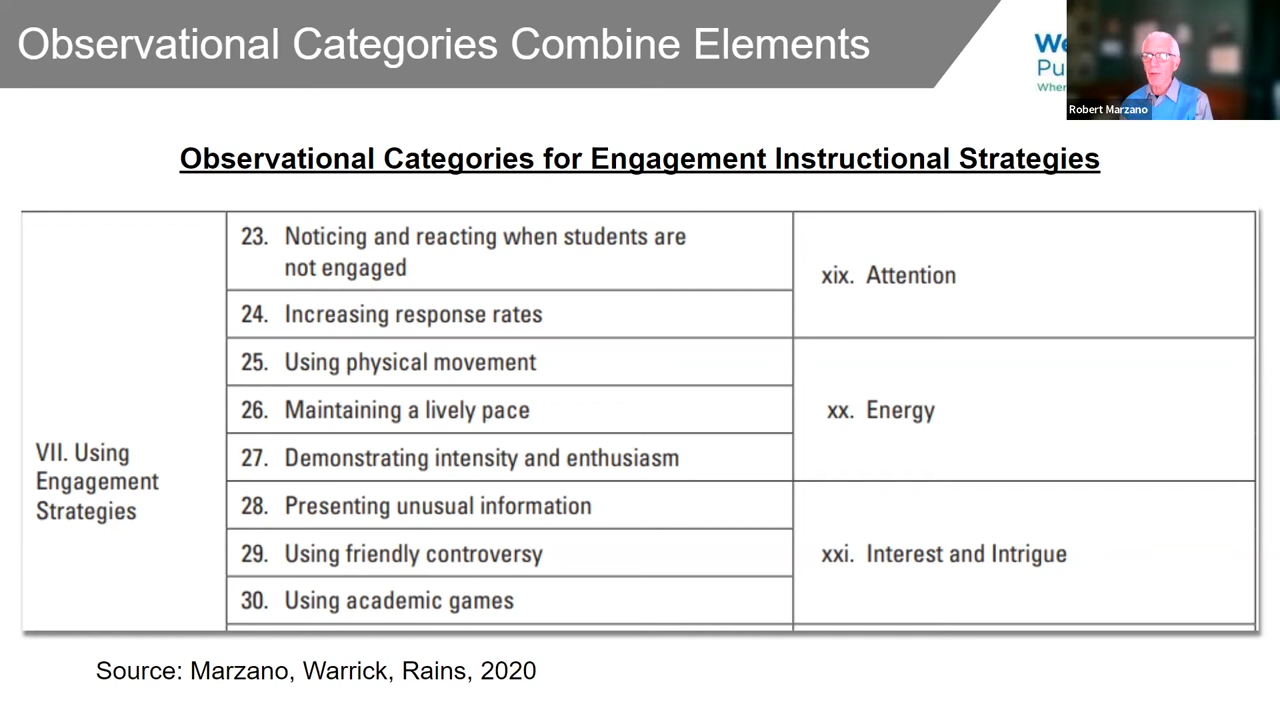 Observational Categories Combine Elements
Robert Marzano
Observational Categories for Engagement Instructional Strategies
VII. Using
Engagement
Strategies
23. Noticing and reacting when students are
not engaged
24. Increasing response rates
xix. Attention
25. Using physical movement
26. Maintaining a lively pace
27. Demonstrating intensity and enthusiasm
xx. Energy
28. Presenting unusual information
29. Using friendly controversy
30. Using academic games
xxi. Interest and Intrigue
Source: Marzano, Warrick, Rains, 2020